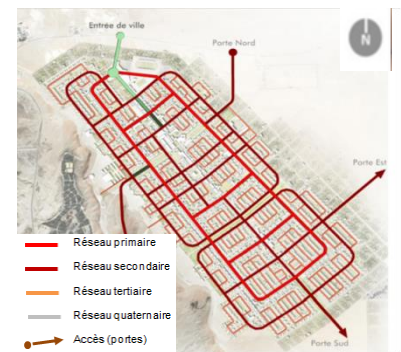 Entrée de ville
N
Porte Nord
Porte Est
Réseau primaire
Réseau secondaire
Réseau tertiaire
Réseau quaternaire
Accès (portes)
Porte Sud